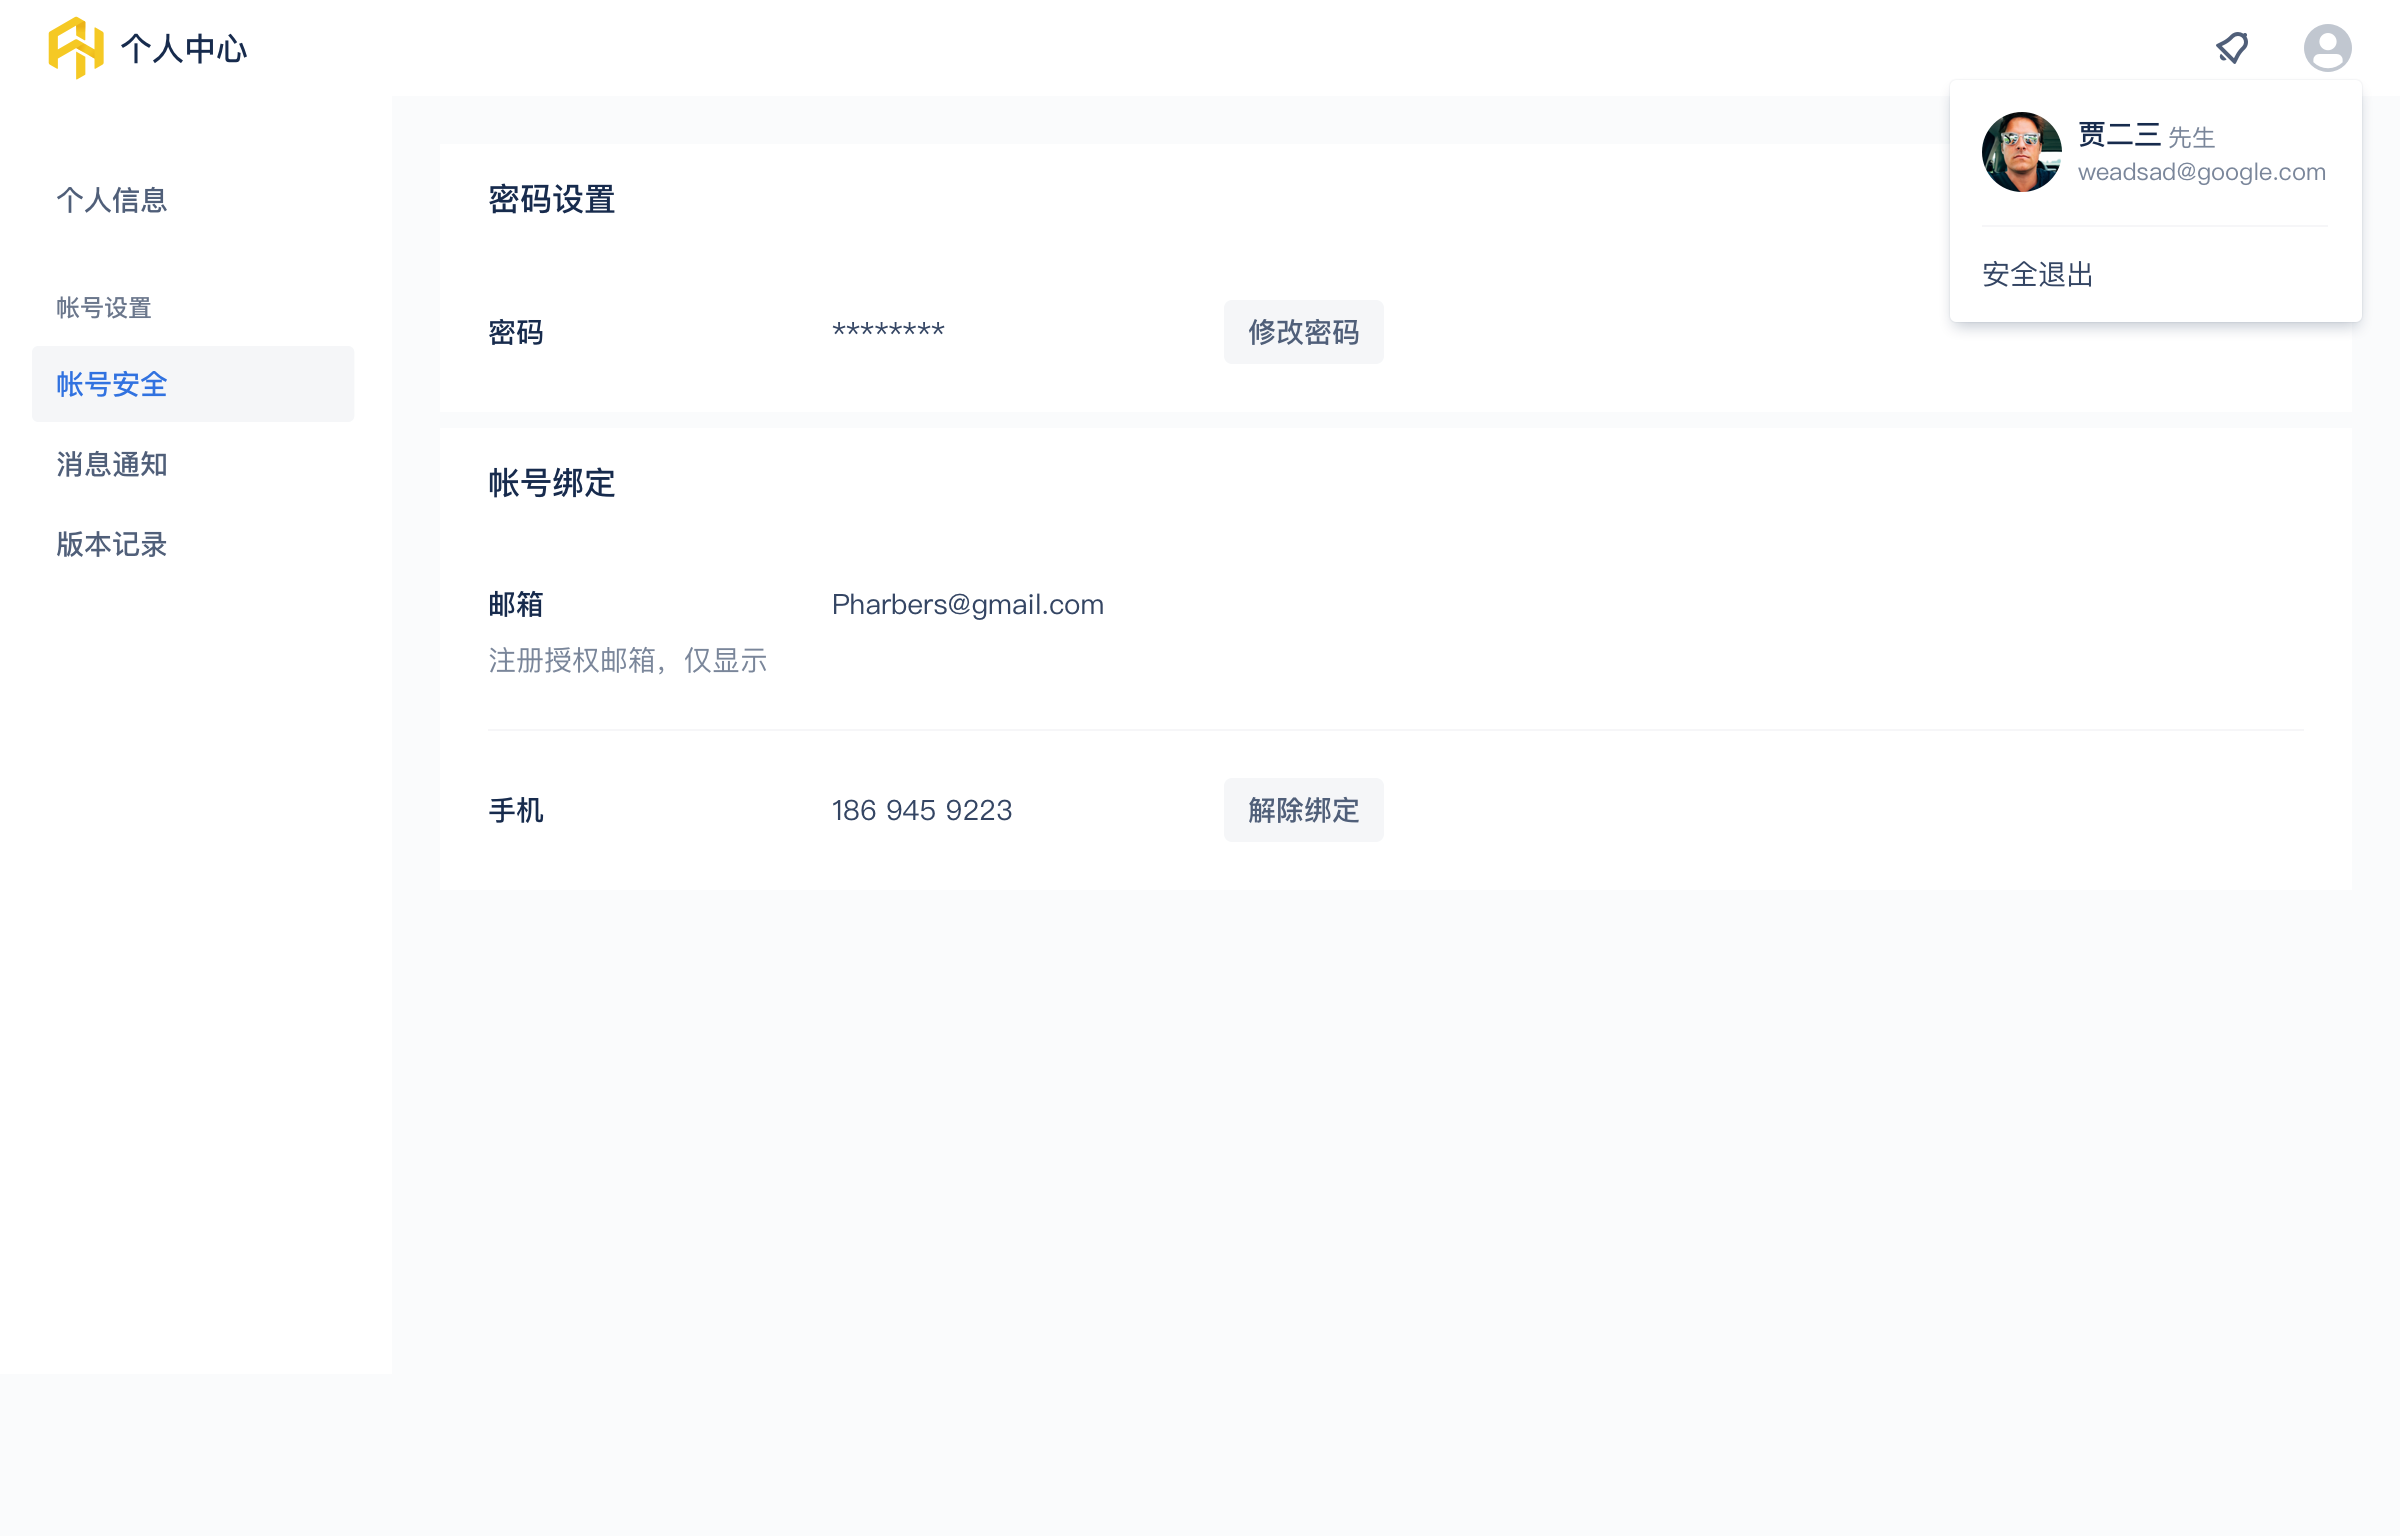 个人中心
贾二三 先生
weadsad@google.com
安全退出
个人信息
帐号设置
帐号安全
消息通知
版本记录
密码设置
密码 ******** 修改密码
帐号绑定
邮箱 Pharbers@gmail.com
注册授权邮箱，仅显示
手机 186 945 9223 解除绑定